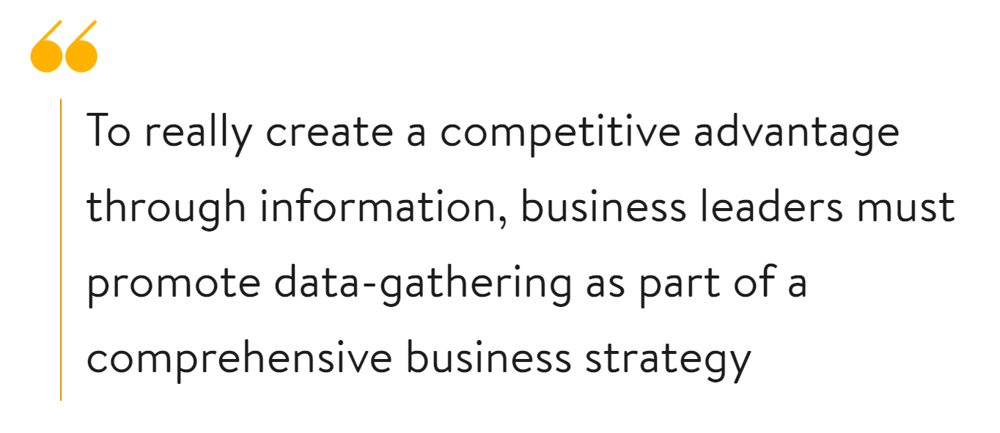 “
To really create a competitive advantage
through information, business leaders must
promote data-gathering as part of a
comprehensive business strategy